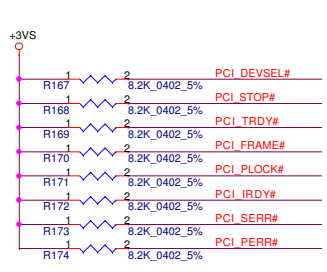 +3VS
1 2 PCI_DEVSEL#
R167 8.2K_0402_5%
1 2 PCI_STOP#
R168 8.2K_0402_5%
1 2 PCI_TRDY#
R169 8.2K_0402_5%
1 2 PCI_FRAME#
R170 8.2K_0402_5%
1 2 PCI_PLOCK#
R171 8.2K_0402_5%
1 2 PCI_IRDY#
R172 8.2K_0402_5%
1 2 PCI_SERR#
R173 8.2K_0402_5%
1 2 PCI_PERR#
R174 8.2K_0402_5%